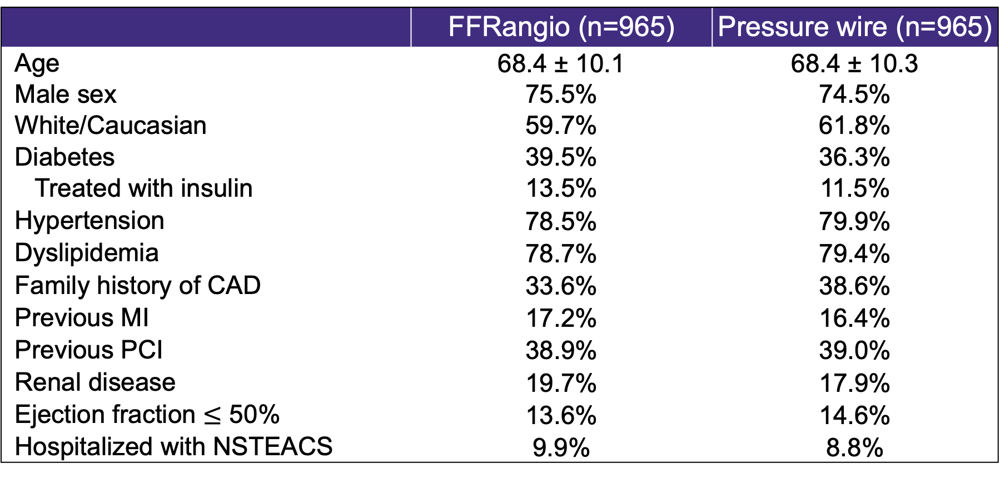 FFRangio (n=965) Pressure wire (n=965)
Age 68.4 ± 10.1 68.4 ± 10.3
Male sex 75.5% 74.5%
White/Caucasian 59.7% 61.8%
Diabetes 39.5% 36.3%
Treated with insulin 13.5% 11.5%
Hypertension 78.5% 79.9%
Dyslipidemia 78.7% 79.4%
Family history of CAD 33.6% 38.6%
Previous MI 17.2% 16.4%
Previous PCI 38.9% 39.0%
Renal disease 19.7% 17.9%
Ejection fraction ≤ 50% 13.6% 14.6%
Hospitalized with NSTEACS 9.9% 8.8%